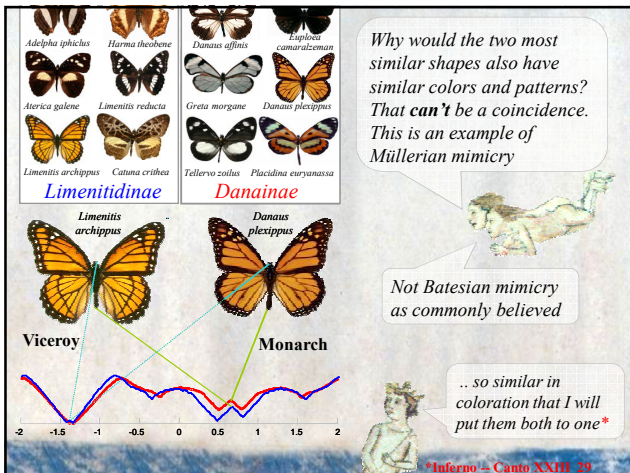 Adelpha iphiclus
Harma theobene
Danaus affinis
Euploea
camaralzeman
Aterica galene
Limenitis reducta
Greta morgane
Danaus plexippus
Limenitis archippus
Catuna crithea
Tellervo zoilus
Placidina euryanassa
Limenitidinae
Danainae
Limenitis
archippus
Danaus
plexippus
Viceroy
Monarch
-2 -1.5 -1 -0.5 0 0.5 1 1.5 2
Why would the two most
similar shapes also have
similar colors and patterns?
That can't be a coincidence.
This is an example of
Müllerian mimicry
Not Batesian mimicry
as commonly believed
.. so similar in
coloration that I will
put them both to one*
*Inferno -- Canto XXIII 29